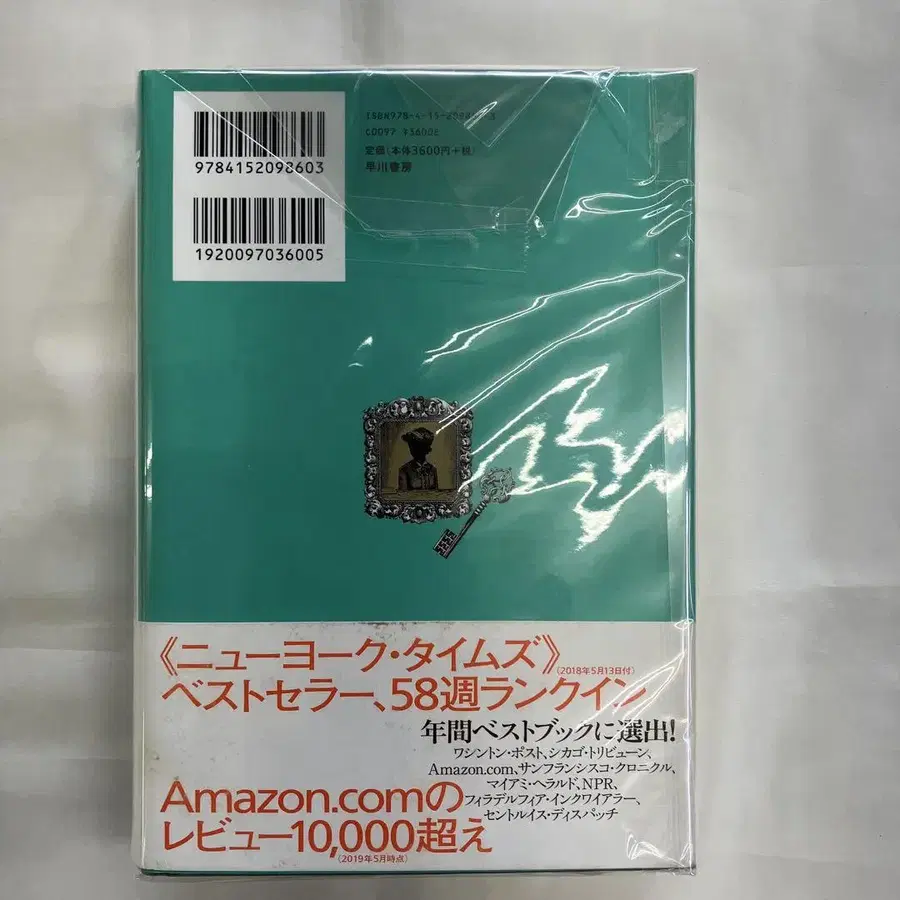 9784152098603
1920097036005
ISBN978-4-15-209860-3
C0097 ¥3600E
定価(本体3600円+税)
早川書房
《ニューヨーク・タイムズ》
(2018年5月13日付)
ベストセラー、58週ランクイン
年間ベストブックに選出!
ワシントン・ポスト、シカゴ・トリビューン、
Amazon.com、サンフランシスコ・クロニクル、
マイアミ・ヘラルド、NPR、
フィラデルフィア・インクワイアラー、
セントルイス・ディスパッチ
Amazon.comの
レビュー10,000超え
(2019年5月時点)